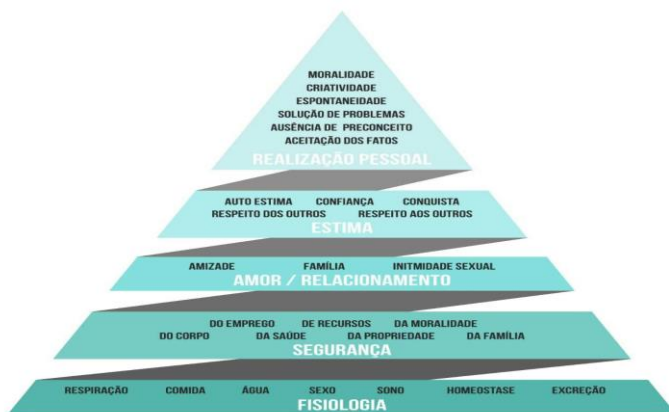 MORALIDADE
CRIATIVIDADE
ESPONTANEIDADE
SOLUÇÃO DE PROBLEMAS
AUSÊNCIA DE PRECONCEITO
ACEITAÇÃO DOS FATOS
REALIZAÇÃO PESSOAL
AUTO ESTIMA CONFIANÇA CONQUISTA
RESPEITO DOS OUTROS RESPEITO AOS OUTROS
ESTIMA
AMIZADE FAMÍLIA INITMIDADE SEXUAL
AMOR / RELACIONAMENTO
DO EMPREGO DE RECURSOS DA MORALIDADE
DO CORPO DA SAÚDE DA PROPRIEDADE DA FAMÍLIA
SEGURANÇA
RESPIRAÇÃO COMIDA ÁGUA SEXO SONO HOMEOSTASE EXCREÇÃO
FISIOLOGIA